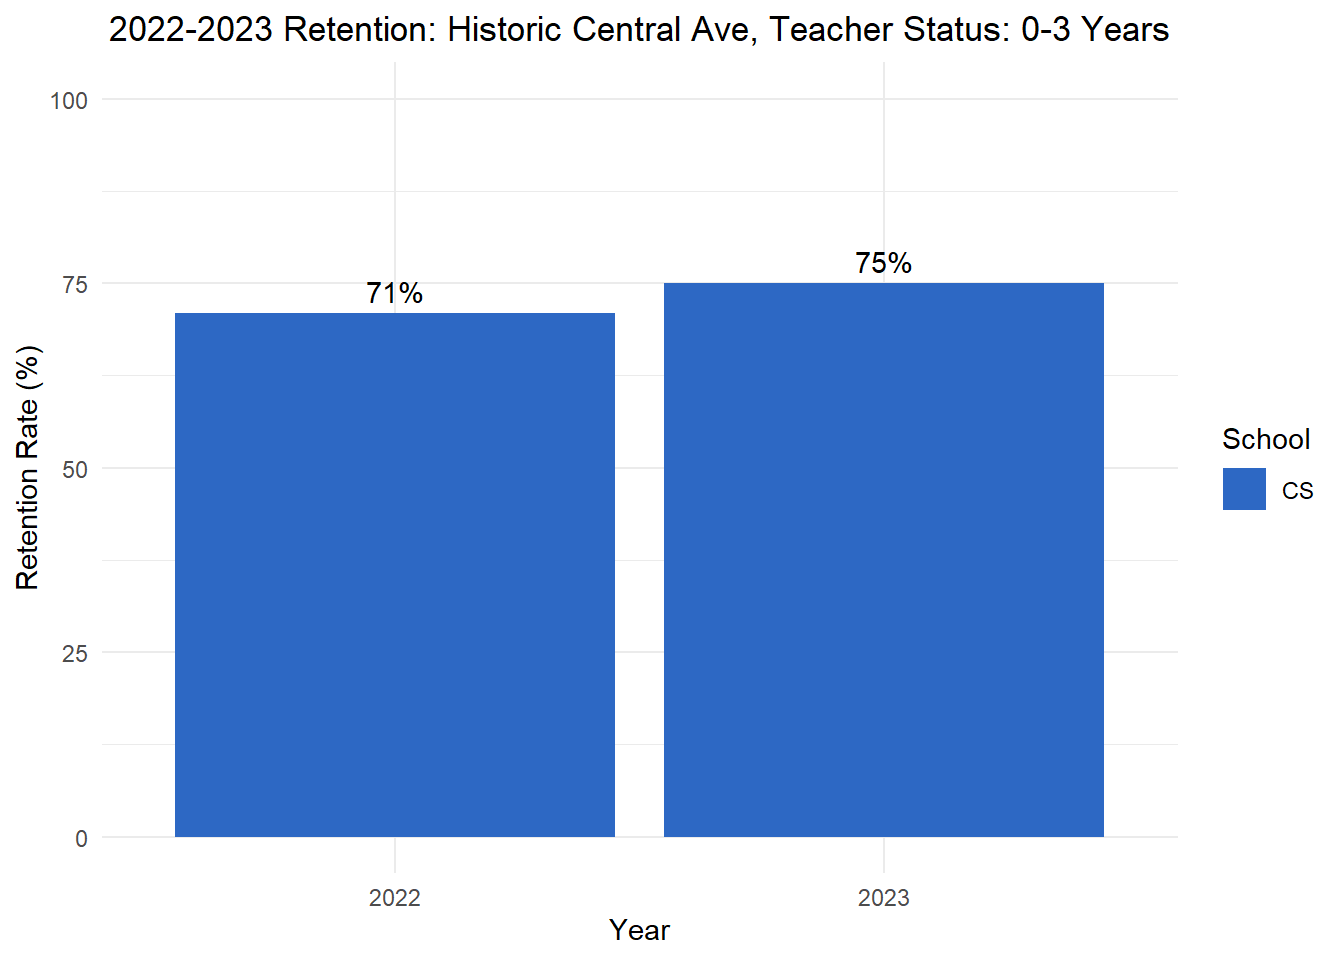 2022-2023 Retention: Historic Central Ave, Teacher Status: 0-3 Years
100
75
50
25
0
Retention Rate (%)
71%
75%
2022
2023
Year
School
CS